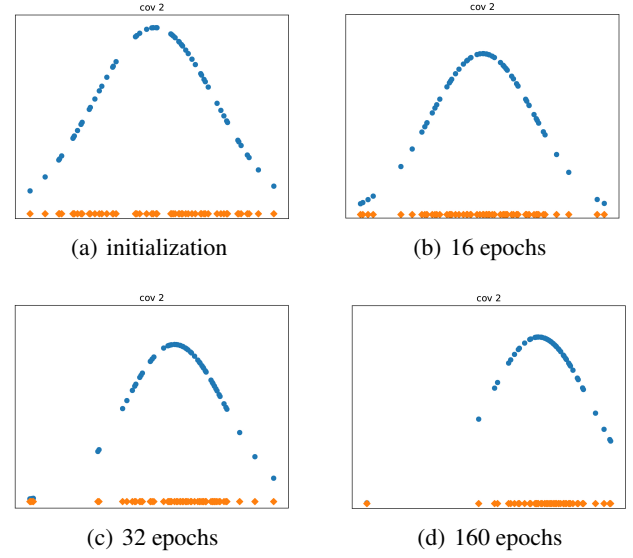 cov 2
cov 2
(a) initialization
(b) 16 epochs
cov 2
cov 2
(c) 32 epochs
(d) 160 epochs